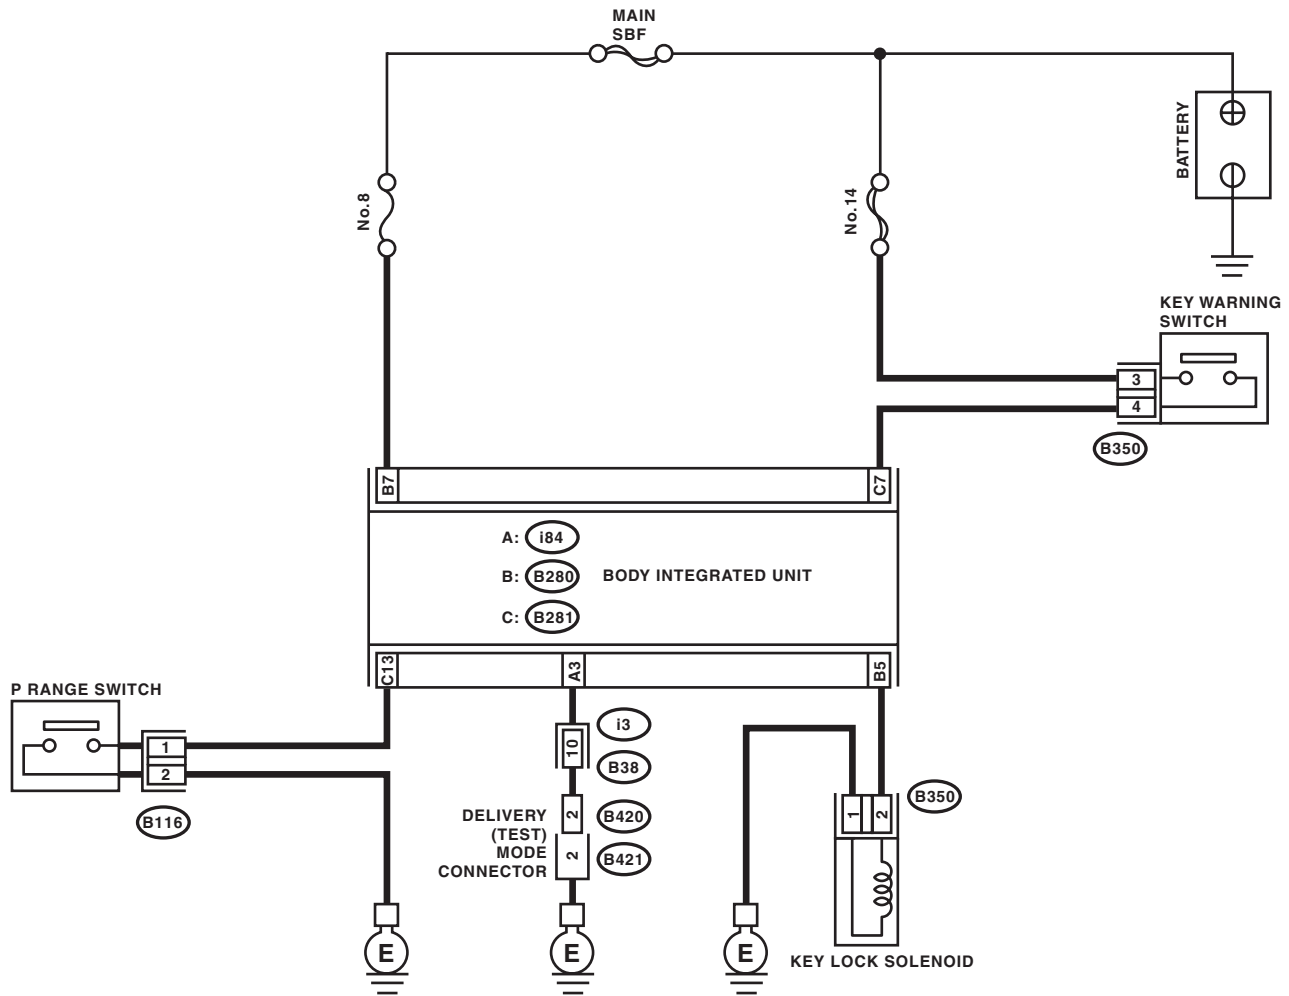 MAIN
SBF
No.8
No.14
BATTERY
KEY WARNING
SWITCH
3
4
B350
B7
C7
A: i84
B: B280
BODY INTEGRATED UNIT
C: B281
C13
A3
B5
P RANGE SWITCH
1
2
B116
10
i3
B38
DELIVERY
(TEST)
MODE
CONNECTOR
2
B420
2
B421
1
2
B350
E
E
E
KEY LOCK SOLENOID